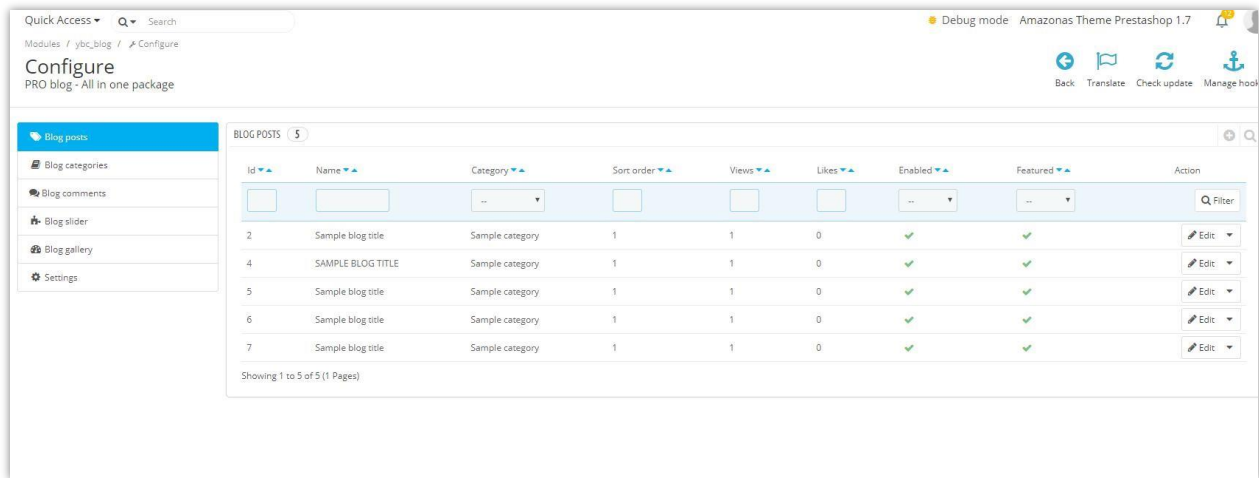 Quick Access Search Debug mode Amazonas Theme Prestashop 1.7
Modules / ybc_blog / Configure
Configure
PRO blog - All in one package
Back Translate Check update Manage hook
Blog posts
Blog categories
Blog comments
Blog slider
Blog gallery
Settings
BLOG POSTS 5
Id Name Category Sort order Views Likes Enabled Featured Action
-- -- -- Filter
2 Sample blog title Sample category 1 1 0 Edit
4 SAMPLE BLOG TITLE Sample category 1 1 0 Edit
5 Sample blog title Sample category 1 1 0 Edit
6 Sample blog title Sample category 1 1 0 Edit
7 Sample blog title Sample category 1 1 0 Edit
Showing 1 to 5 of 5 (1 Pages)